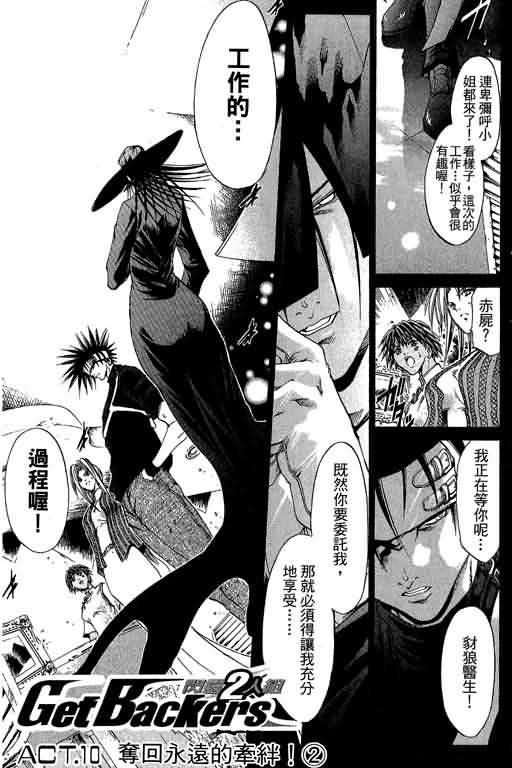 連卑彌呼小
姐都來了！看樣子，這次的
工作…似乎會很
有趣喔！
赤屍？
我正在等你呢…
豺狼醫生！
既然你要委託我，
那就必須得讓我充分
地享受……
工作的…
過程喔！
閃靈2人組
GetBackers
ACT.10 奪回永遠的牽絆！②